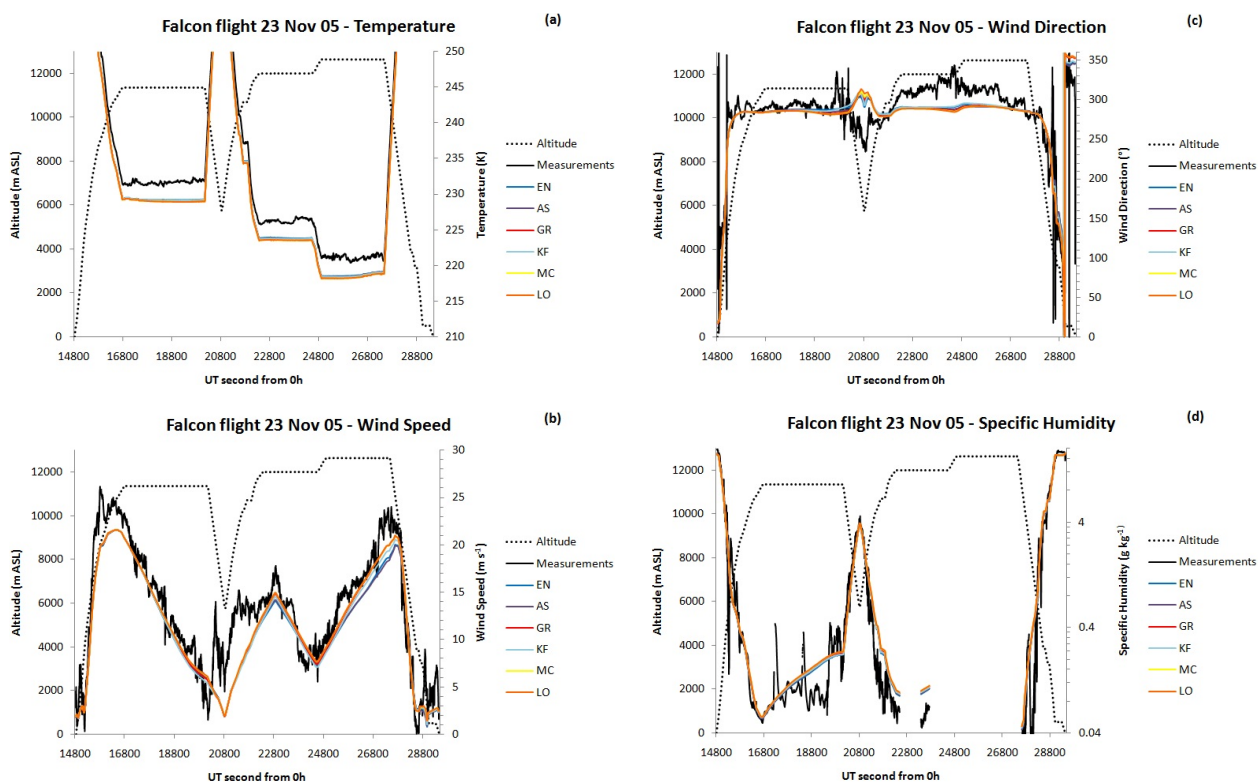 Falcon flight 23 Nov 05 - Temperature
(a)
12000
10000
8000
6000
4000
2000
0
Altitude (m ASL)
250
245
240
235
230
225
220
215
210
Temperature (K)
14800 16800 18800 20800 22800 24800 26800 28800
UT second from 0h
Altitude
Measurements
EN
AS
GR
KF
MC
LO
Falcon flight 23 Nov 05 - Wind Direction
(c)
12000
10000
8000
6000
4000
2000
0
Altitude (m ASL)
350
300
250
200
150
100
50
0
Wind Direction (°)
14800 16800 18800 20800 22800 24800 26800 28800
UT second from 0h
Altitude
Measurements
EN
AS
GR
KF
MC
LO
Falcon flight 23 Nov 05 - Wind Speed
(b)
12000
10000
8000
6000
4000
2000
0
Altitude (m ASL)
30
25
20
15
10
5
0
Wind Speed (m s⁻¹)
14800 16800 18800 20800 22800 24800 26800 28800
UT second from 0h
Altitude
Measurements
EN
AS
GR
KF
MC
LO
Falcon flight 23 Nov 05 - Specific Humidity
(d)
12000
10000
8000
6000
4000
2000
0
Altitude (m ASL)
4
0.4
0.04
Specific Humidity (g kg⁻¹)
14800 16800 18800 20800 22800 24800 26800 28800
UT second from 0h
Altitude
Measurements
EN
AS
GR
KF
MC
LO